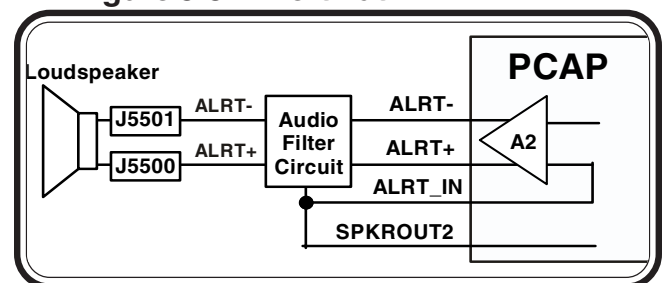 Loudspeaker
PCAP
J5501
ALRT-
Audio
Filter
Circuit
ALRT-
A2
J5500
ALRT+
ALRT+
ALRT_IN
SPKROUT2